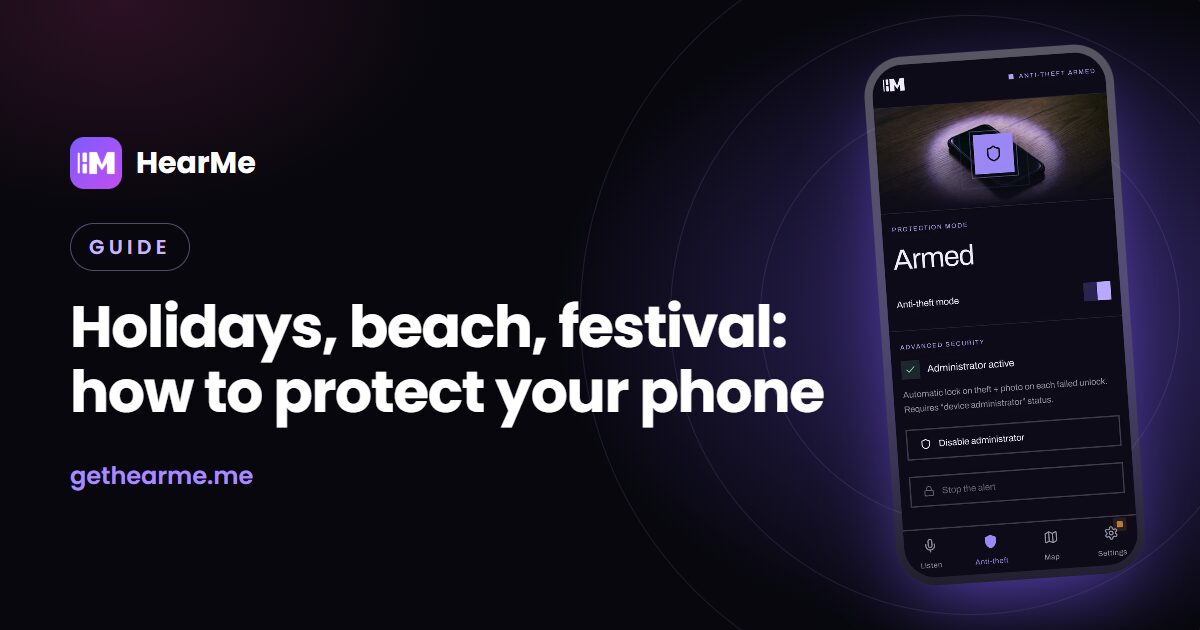 HearMe
GUIDE
Holidays, beach, festival:
how to protect your phone
gethearme.me
ANTI-THEFT ARMED
PROTECTION MODE
Armed
Anti-theft mode
ADVANCED SECURITY
Administrator active
Automatic lock on theft + photo on each failed unlock.
Requires "device administrator" status.
Disable administrator
Stop the alert
Listen
Anti-theft
Map
Settings